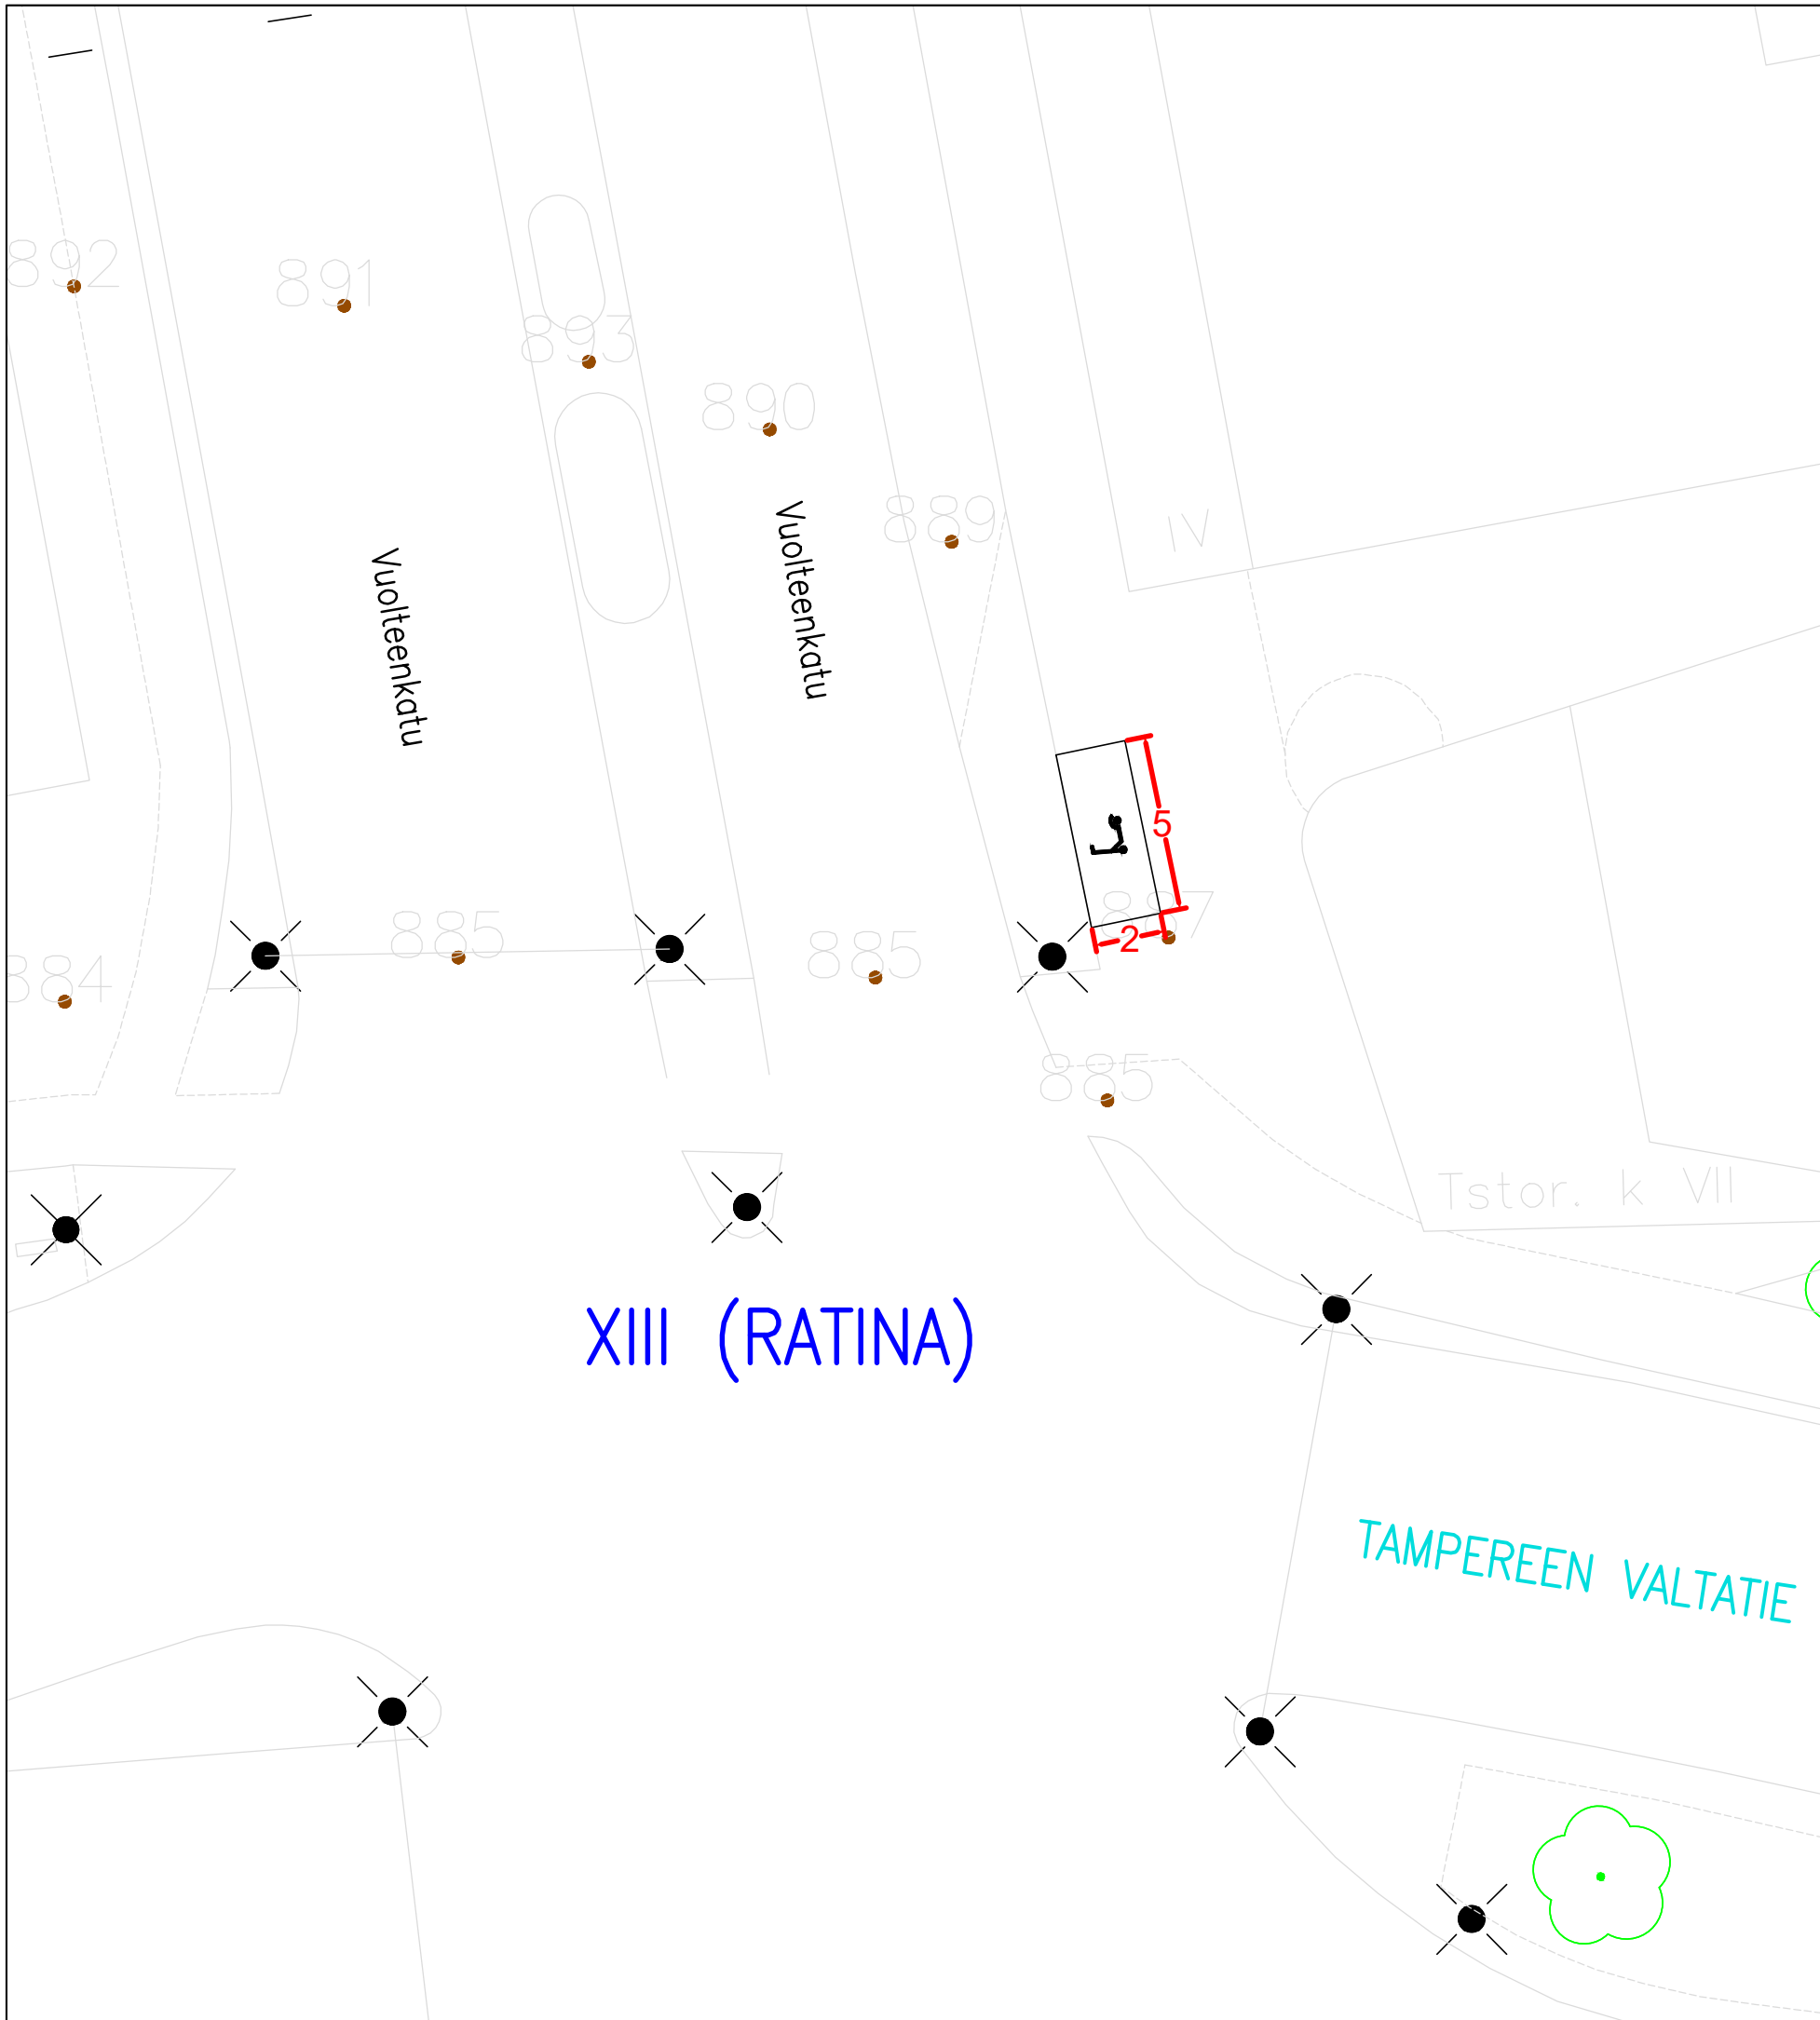 892
891
893
890
889
IV
Vuolteenkatu
Vuolteenkatu
5
887
2
885
885
884
885
Tstor. k VII
XIII (RATINA)
TAMPEREEN VALTATIE